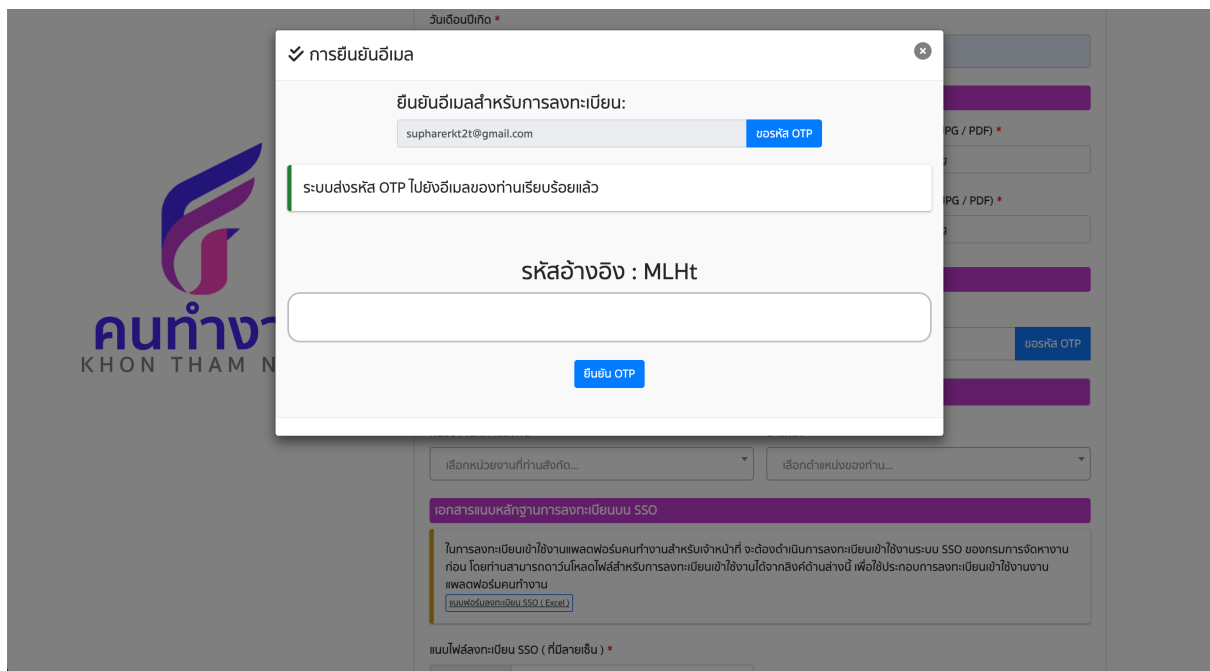 วันเดือนปีเกิด *
การยืนยันอีเมล
ยืนยันอีเมลสำหรับการลงทะเบียน:
supharerkt2t@gmail.com
ขอรหัส OTP
PG / PDF) *
ระบบส่งรหัส OTP ไปยังอีเมลของท่านเรียบร้อยแล้ว
PG / PDF) *
รหัสอ้างอิง : MLHt
คนทำงา
KHON THAM N
ขอรหัส OTP
ยืนยัน OTP
เลือกหน่วยงานที่ท่านสังกัด...
เลือกตำแหน่งของท่าน...
เอกสารแนบหลักฐานการลงทะเบียนบน SSO
ในการลงทะเบียนเข้าใช้งานแพลตฟอร์มคนทำงานสำหรับเจ้าหน้าที่ จะต้องดำเนินการลงทะเบียนเข้าใช้งานระบบ SSO ของกรมการจัดหางาน
ก่อน โดยท่านสามารถดาวน์โหลดไฟล์สำหรับการลงทะเบียนเข้าใช้งานได้จากลิงค์ด้านล่างนี้ เพื่อใช้ประกอบการลงทะเบียนเข้าใช้งานงาน
แพลตฟอร์มคนทำงาน
แบบฟอร์มลงทะเบียน SSO ( Excel )
แนบไฟล์ลงทะเบียน SSO ( ที่มีลายเซ็น ) *